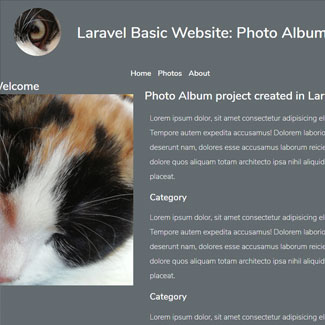 Laravel Basic Website: Photo Album
Home Photos About
Welcome
Photo Album project created in Lar
Lorem ipsum dolor, sit amet consectetur adipisicing el
Tempore autem expedita accusamus! Dolorem laborio
deserunt nam, dolores esse accusamus laborum reicie
dolore quos aliquam totam architecto ipsa nihil aliquid
placeat.
Category
Lorem ipsum dolor, sit amet consectetur adipisicing el
Tempore autem expedita accusamus! Dolorem laborio
deserunt nam, dolores esse accusamus laborum reicie
dolore quos aliquam totam architecto ipsa nihil aliquid
placeat.
Category
Lorem ipsum dolor, sit amet consectetur adipisicing el